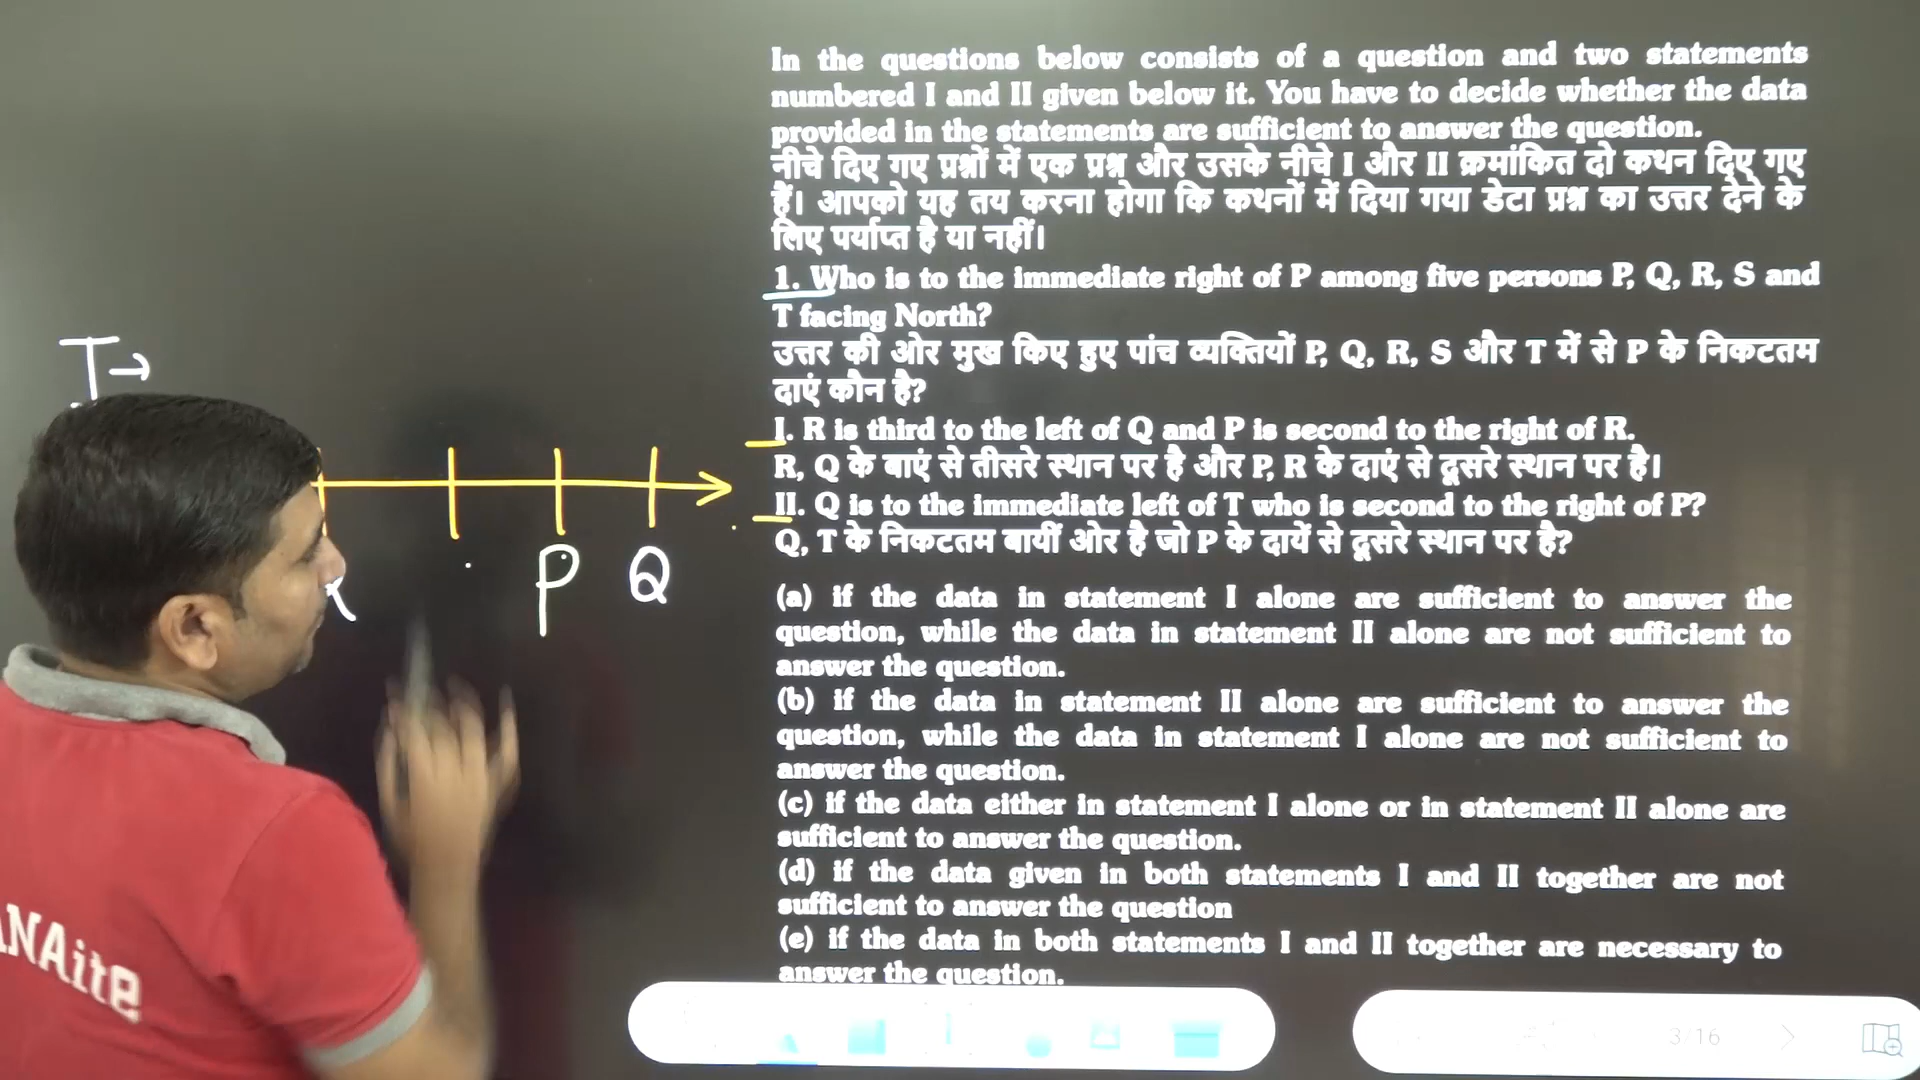 In the questions below consists of a question and two statements
numbered I and II given below it. You have to decide whether the data
provided in the statements are sufficient to answer the question.
नीचे दिए गए प्रश्नों में एक प्रश्न और उसके नीचे I और II क्रमांकित दो कथन दिए गए
हैं। आपको यह तय करना होगा कि कथनों में दिया गया डेटा प्रश्न का उत्तर देने के
लिए पर्याप्त है या नहीं।
1. Who is to the immediate right of P among five persons P, Q, R, S and
T facing North?
उत्तर की ओर मुख किए हुए पांच व्यक्तियों P, Q, R, S और T में से P के निकटतम
दाएं कौन है?
I. R is third to the left of Q and P is second to the right of R.
R, Q के बाएं से तीसरे स्थान पर है और P, R के दाएं से दूसरे स्थान पर है।
II. Q is to the immediate left of T who is second to the right of P?
Q, T के निकटतम बायीं ओर है जो P के दायें से दूसरे स्थान पर है?
(a) if the data in statement I alone are sufficient to answer the
question, while the data in statement II alone are not sufficient to
answer the question.
(b) if the data in statement II alone are sufficient to answer the
question, while the data in statement I alone are not sufficient to
answer the question.
(c) if the data either in statement I alone or in statement II alone are
sufficient to answer the question.
(d) if the data given in both statements I and II together are not
sufficient to answer the question
(e) if the data in both statements I and II together are necessary to
answer the question.
I →
P Q
3/16